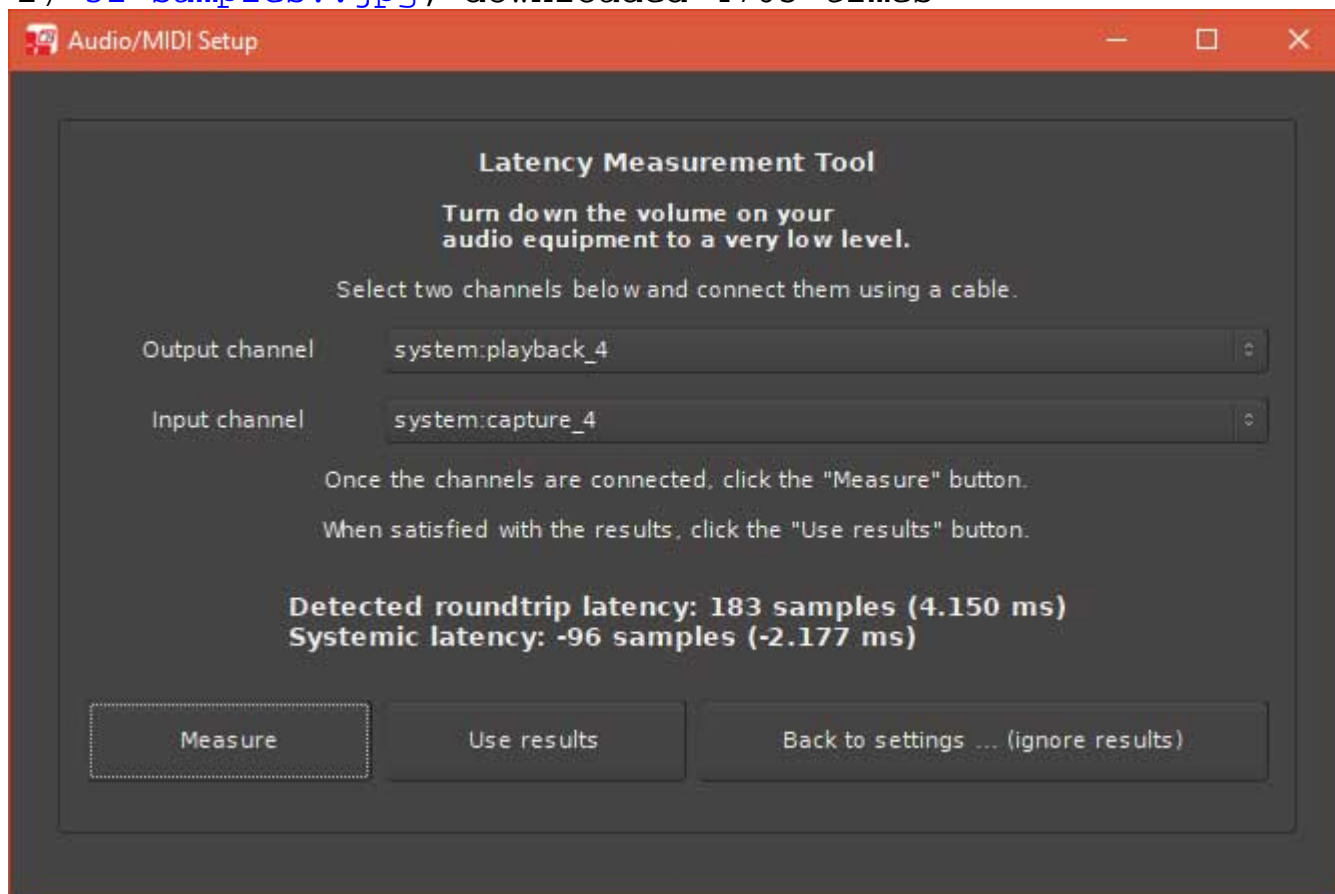 Audio/MIDI Setup
Latency Measurement Tool
Turn down the volume on your
audio equipment to a very low level.
Select two channels below and connect them using a cable.
Output channel system:playback_4
Input channel system:capture_4
Once the channels are connected, click the "Measure" button.
When satisfied with the results, click the "Use results" button.
Detected roundtrip latency: 183 samples (4.150 ms)
Systemic latency: -96 samples (-2.177 ms)
Measure Use results Back to settings ... (ignore results)